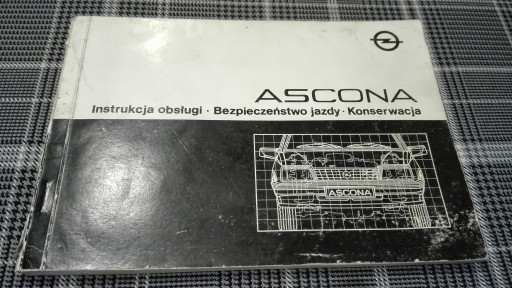 ASCONA
Instrukcja obsługi · Bezpieczeństwo jazdy · Konserwacja
ASCONA